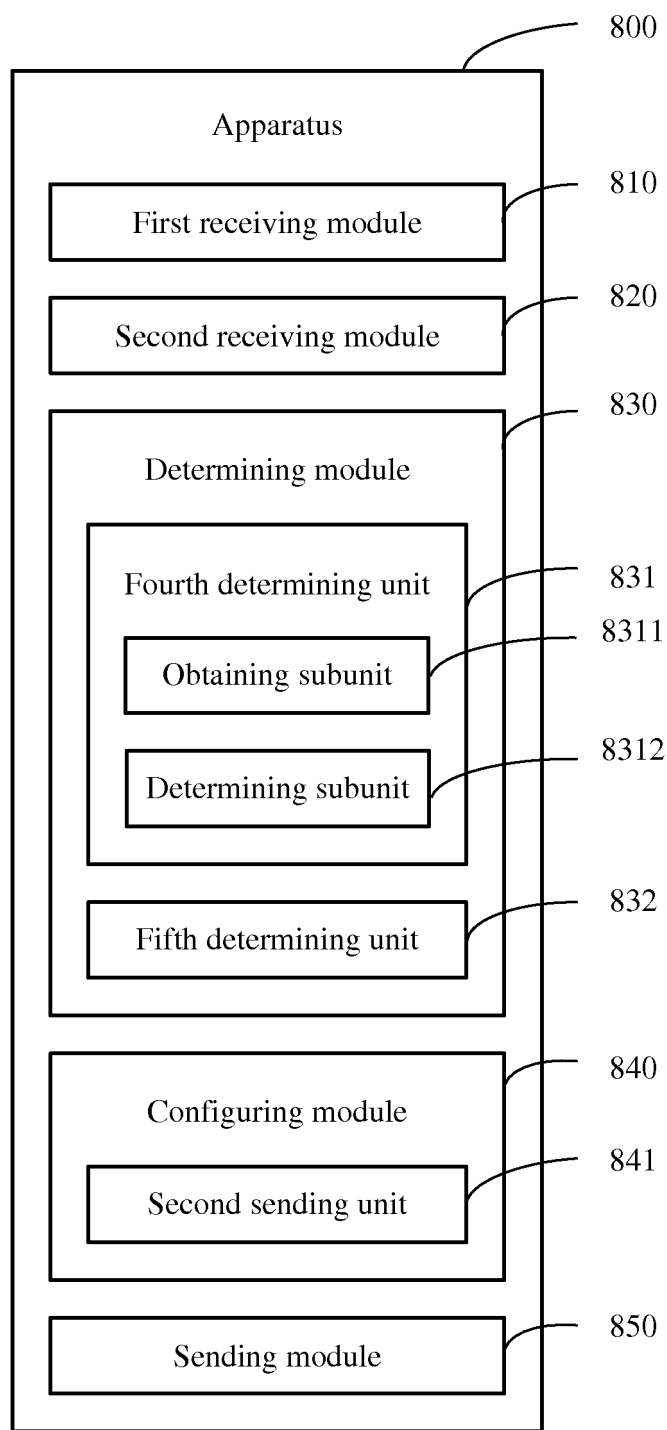 800
Apparatus
810
First receiving module
820
Second receiving module
830
Determining module
831
Fourth determining unit
8311
Obtaining subunit
8312
Determining subunit
832
Fifth determining unit
840
Configuring module
841
Second sending unit
850
Sending module